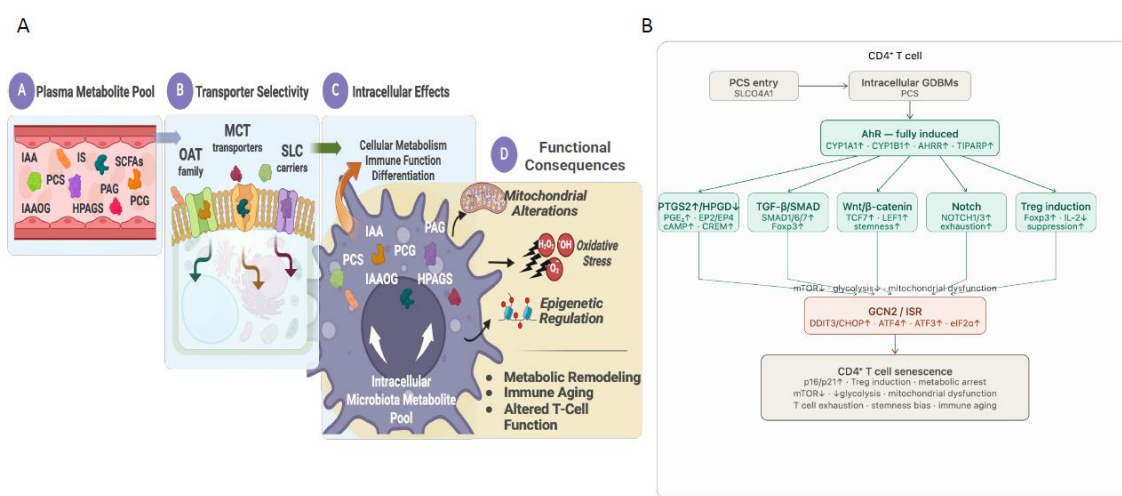 A
A
Plasma Metabolite Pool
IAA
IS
SCFAs
PCS
PAG
PCG
IAAOG
HPAGS
B
Transporter Selectivity
OAT
family
MCT
transporters
SLC
carriers
C
Intracellular Effects
Cellular Metabolism
Immune Function
Differentiation
IAA
PAG
PCS
PCG
IAAOG
HPAGS
Intracellular
Microbiota Metabolite
Pool
D
Functional
Consequences
Mitochondrial
Alterations
H₂O₂
·OH
O₂⁻
Oxidative
Stress
Epigenetic
Regulation
• Metabolic Remodeling
• Immune Aging
• Altered T-Cell
Function
B
CD4⁺ T cell
PCS entry
SLCO4A1
Intracellular GDBMs
PCS
AhR — fully induced
CYP1A1↑ · CYP1B1↑ · AHRR↑ · TIPARP↑
PTGS2↑/HPGD↓
PGE₂↑ · EP2/EP4
cAMP↑ · CREM↑
TGF-β/SMAD
SMAD1/6/7↑
Foxp3↑
Wnt/β-catenin
TCF7↑ · LEF1↑
stemness↑
Notch
NOTCH1/3↑
exhaustion↑
Treg induction
Foxp3↑ · IL-2↓
suppression↑
mTOR↓ · glycolysis↓ · mitochondrial dysfunction
GCN2 / ISR
DDIT3/CHOP↑ · ATF4↑ · ATF3↑ · eIF2α↑
CD4⁺ T cell senescence
p16/p21↑ · Treg induction · metabolic arrest
mTOR↓ · ↓glycolysis · mitochondrial dysfunction
T cell exhaustion · stemness bias · immune aging